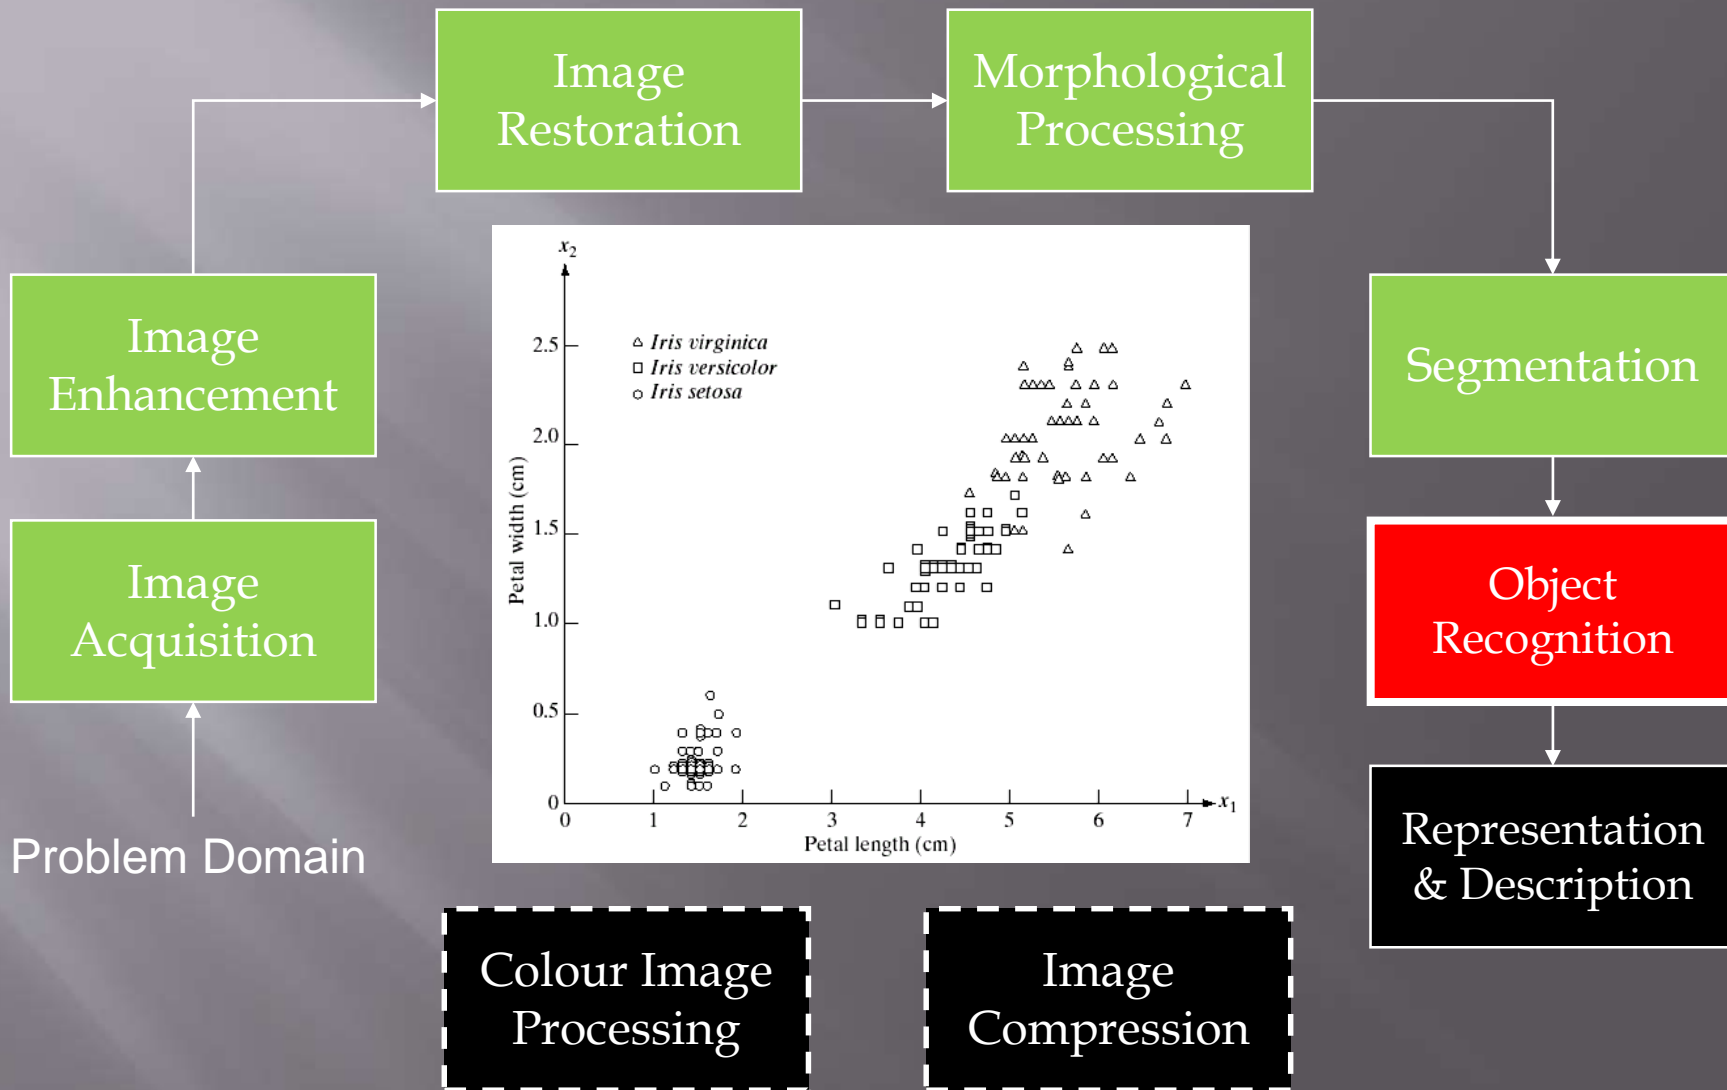 Image
Restoration
Morphological
Processing
Image
Enhancement
Segmentation
Image
Acquisition
Object
Recognition
Problem Domain
Representation
& Description
Colour Image
Processing
Image
Compression
x₂
Iris virginica
Iris versicolor
Iris setosa
2.5
2.0
1.5
1.0
0.5
0
Petal width (cm)
0 1 2 3 4 5 6 7
x₁
Petal length (cm)